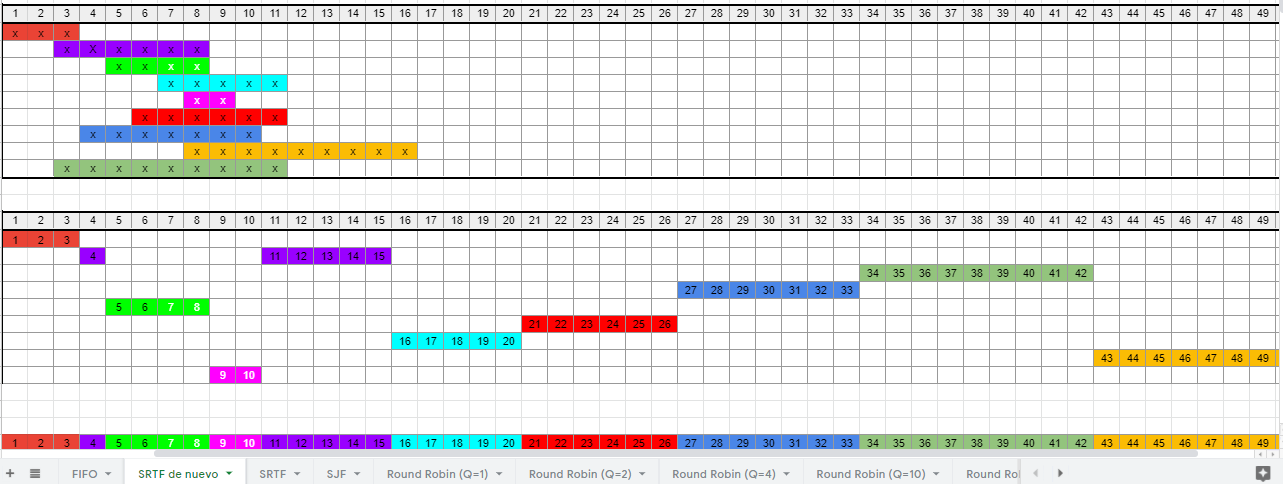 1 2 3 4 5 6 7 8 9 10 11 12 13 14 15 16 17 18 19 20 21 22 23 24 25 26 27 28 29 30 31 32 33 34 35 36 37 38 39 40 41 42 43 44 45 46 47 48 49
x x x
x X x x x x
x x x x
x x x x x
x x
x x x x x x
x x x x x x x
x x x x x x x x x
x x x x x x x x x
1 2 3 4 5 6 7 8 9 10 11 12 13 14 15 16 17 18 19 20 21 22 23 24 25 26 27 28 29 30 31 32 33 34 35 36 37 38 39 40 41 42 43 44 45 46 47 48 49
1 2 3
4 11 12 13 14 15
34 35 36 37 38 39 40 41 42
27 28 29 30 31 32 33
5 6 7 8
21 22 23 24 25 26
16 17 18 19 20
43 44 45 46 47 48 49
9 10
1 2 3 4 5 6 7 8 9 10 11 12 13 14 15 16 17 18 19 20 21 22 23 24 25 26 27 28 29 30 31 32 33 34 35 36 37 38 39 40 41 42 43 44 45 46 47 48 49
FIFO SRTF de nuevo SRTF SJF Round Robin (Q=1) Round Robin (Q=2) Round Robin (Q=4) Round Robin (Q=10) Round